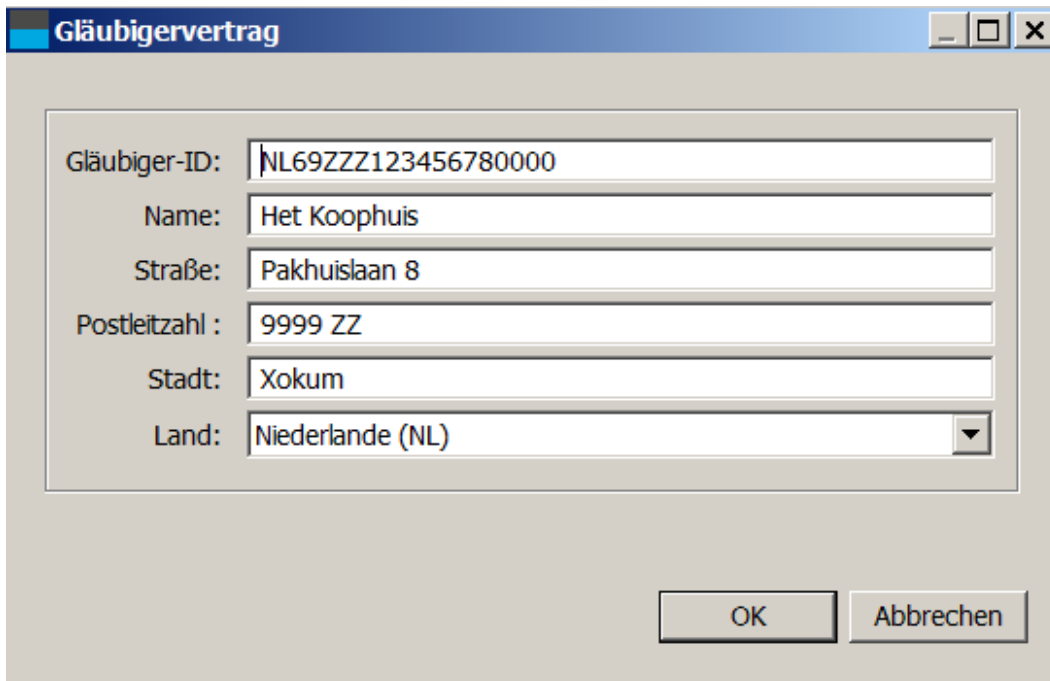 Gläubigervertrag
Gläubiger-ID: NL69ZZZ123456780000
Name: Het Koophuis
Straße: Pakhuislaan 8
Postleitzahl : 9999 ZZ
Stadt: Xokum
Land: Niederlande (NL)
OK Abbrechen